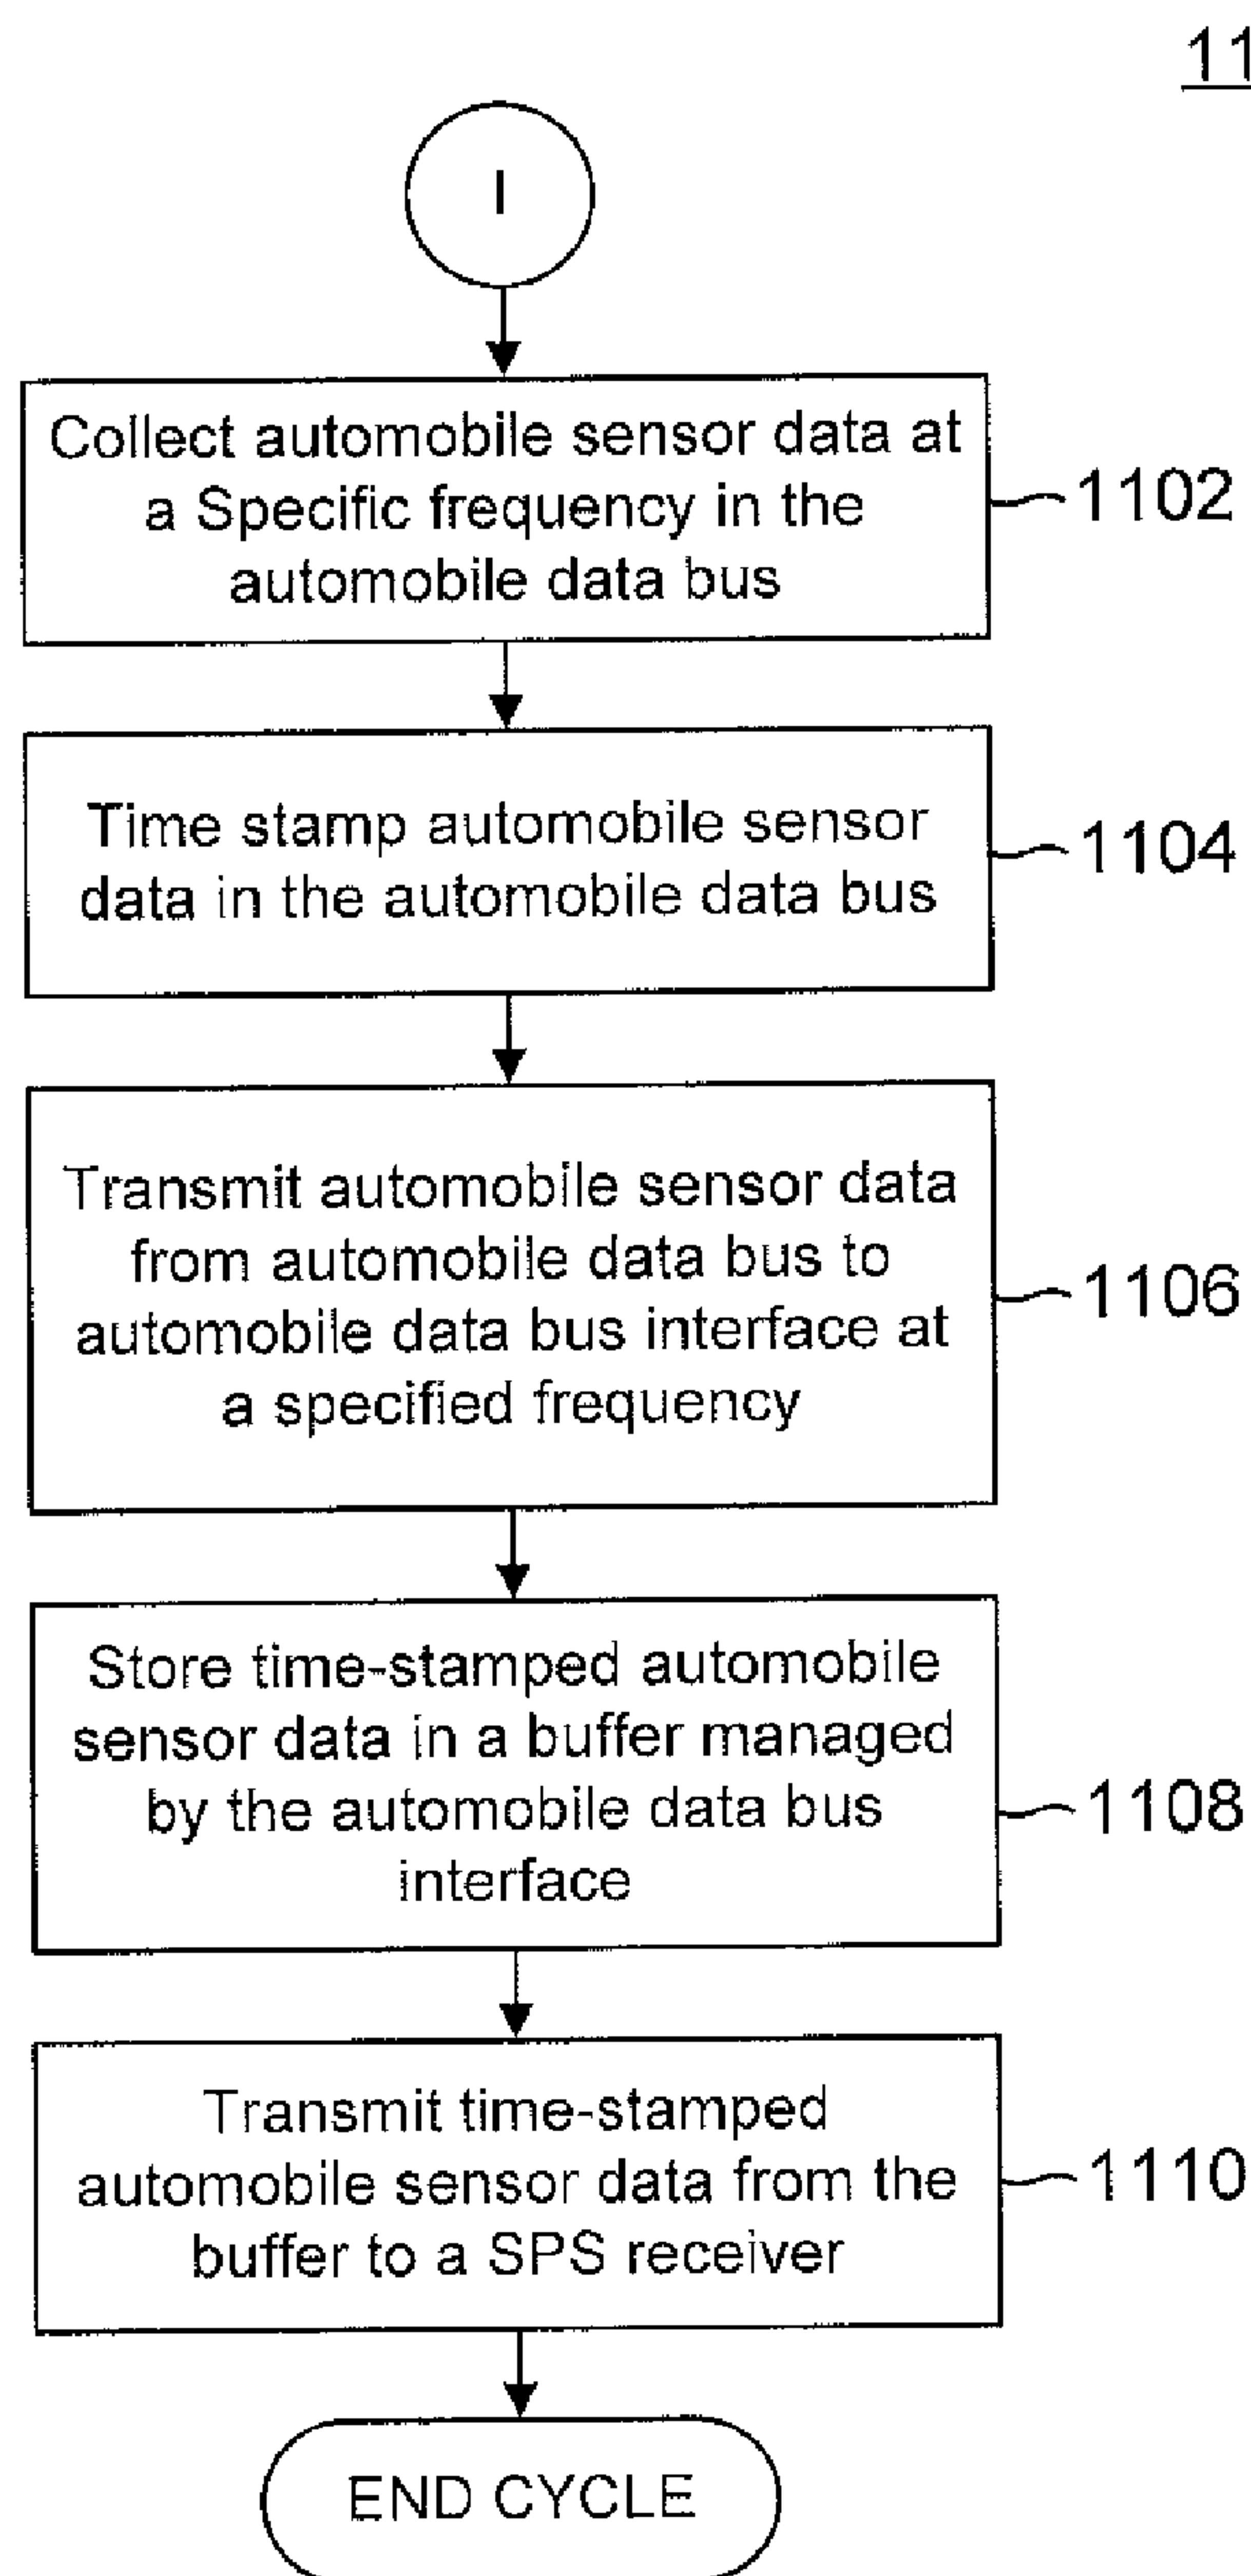 11
I
Collect automobile sensor data at
a Specific frequency in the
automobile data bus
1102
Time stamp automobile sensor
data in the automobile data bus
1104
Transmit automobile sensor data
from automobile data bus to
automobile data bus interface at
a specified frequency
1106
Store time-stamped automobile
sensor data in a buffer managed
by the automobile data bus
interface
1108
Transmit time-stamped
automobile sensor data from the
buffer to a SPS receiver
1110
END CYCLE